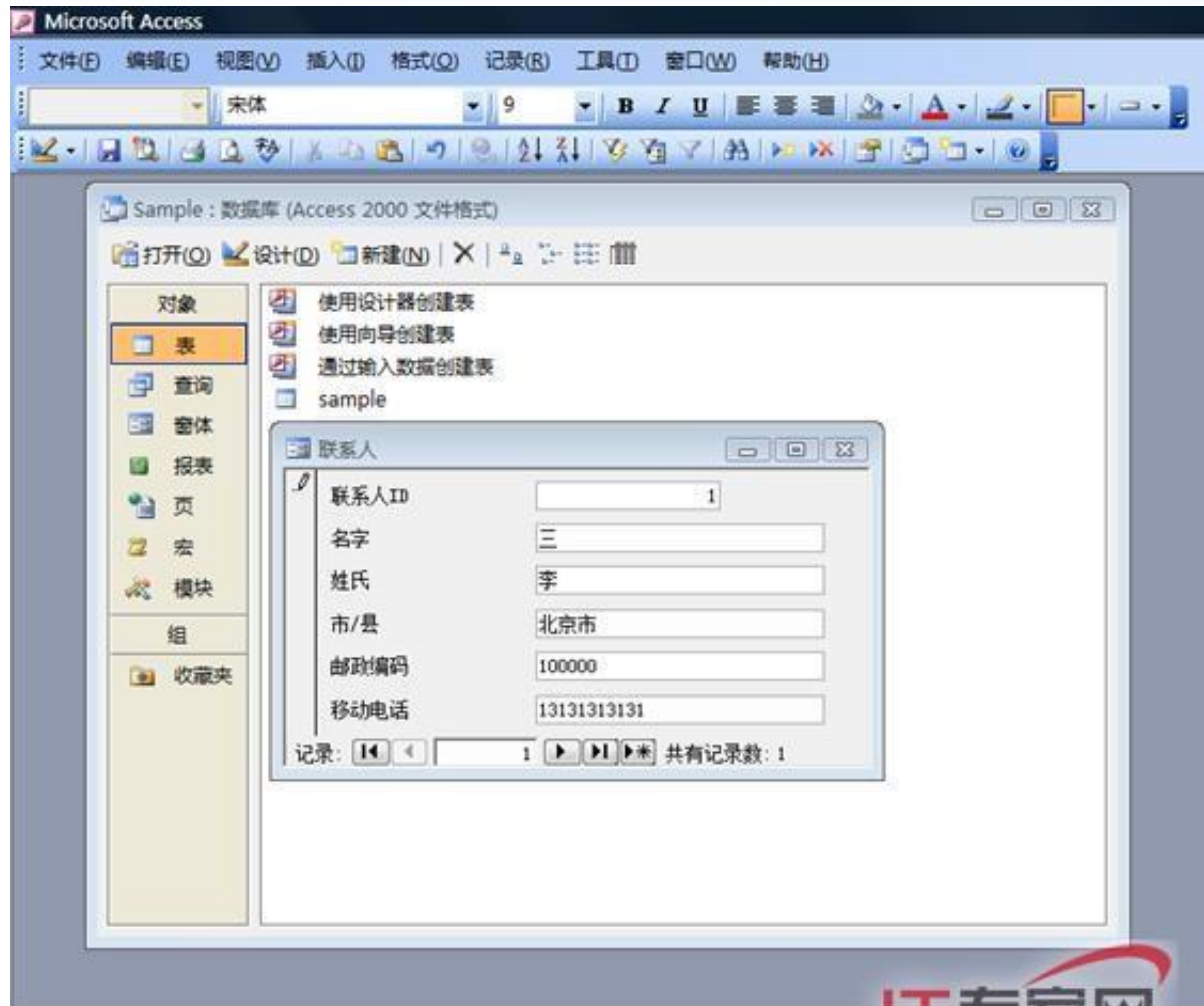 Microsoft Access
文件(F) 编辑(E) 视图(V) 插入(I) 格式(O) 记录(R) 工具(T) 窗口(W) 帮助(H)
宋体 9 B I U A
Sample : 数据库 (Access 2000 文件格式)
打开(O) 设计(D) 新建(N)
对象
表
查询
窗体
报表
页
宏
模块
组
收藏夹
使用设计器创建表
使用向导创建表
通过输入数据创建表
sample
联系人
联系人ID 1
名字 三
姓氏 李
市/县 北京市
邮政编码 100000
移动电话 13131313131
记录: 1 共有记录数: 1
IT专家网